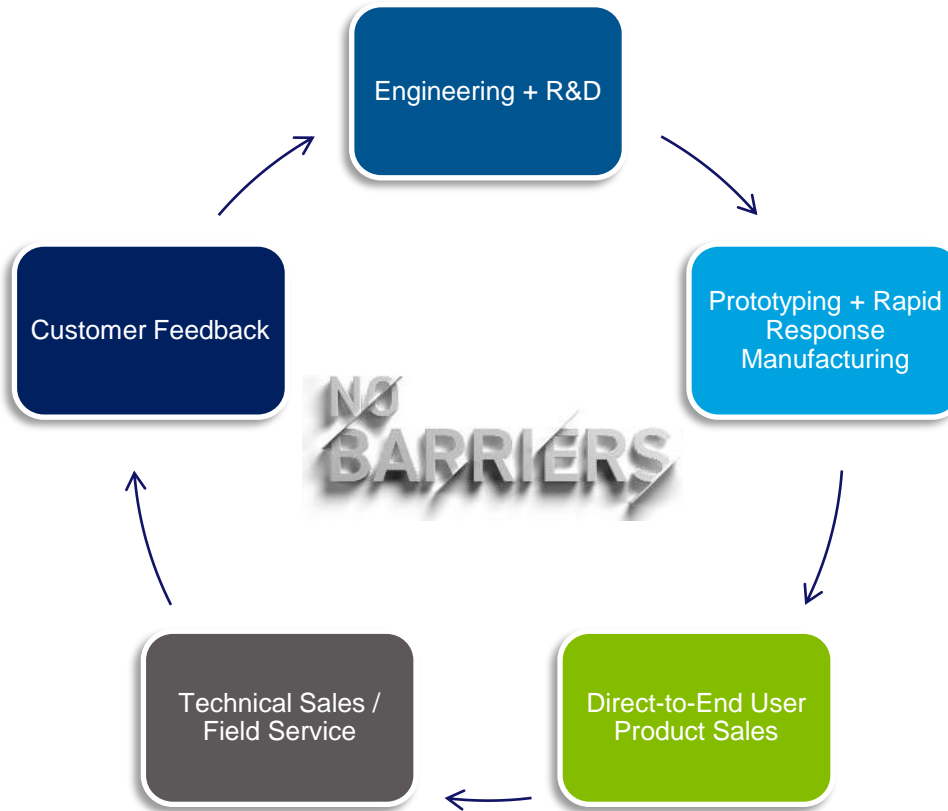 Engineering + R&D
Prototyping + Rapid
Response
Manufacturing
Direct-to-End User
Product Sales
Technical Sales /
Field Service
Customer Feedback
NO
BARRIERS